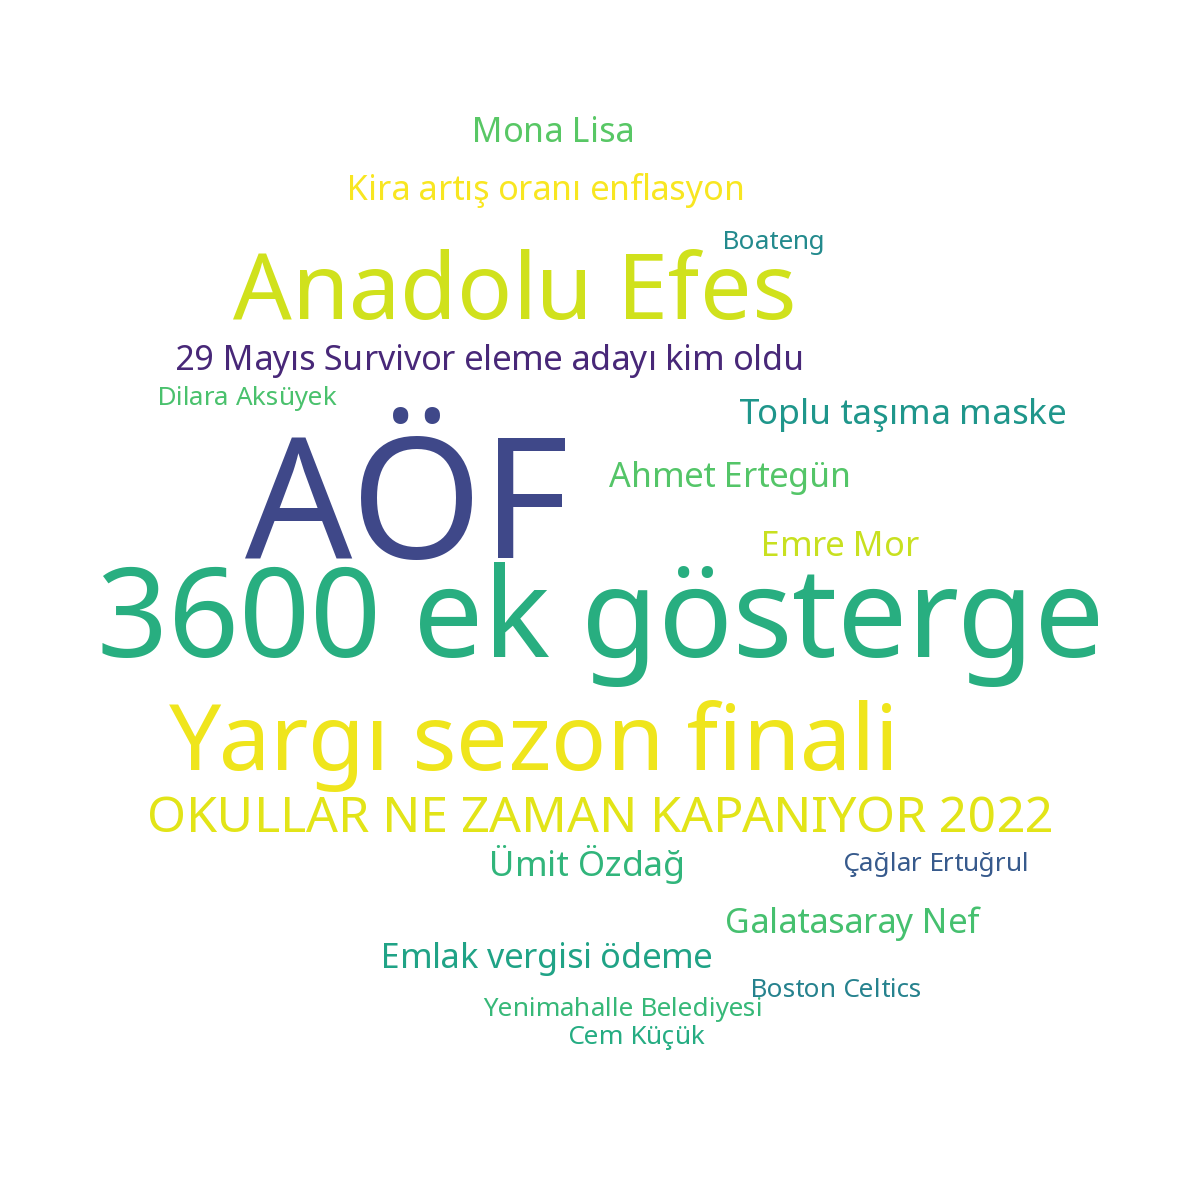 Mona Lisa
Kira artış oranı enflasyon
Boateng
Anadolu Efes
29 Mayıs Survivor eleme adayı kim oldu
Dilara Aksüyek
Toplu taşıma maske
AÖF
Ahmet Ertegün
Emre Mor
3600 ek gösterge
Yargı sezon finali
OKULLAR NE ZAMAN KAPANIYOR 2022
Ümit Özdağ
Çağlar Ertuğrul
Galatasaray Nef
Emlak vergisi ödeme
Boston Celtics
Yenimahalle Belediyesi
Cem Küçük